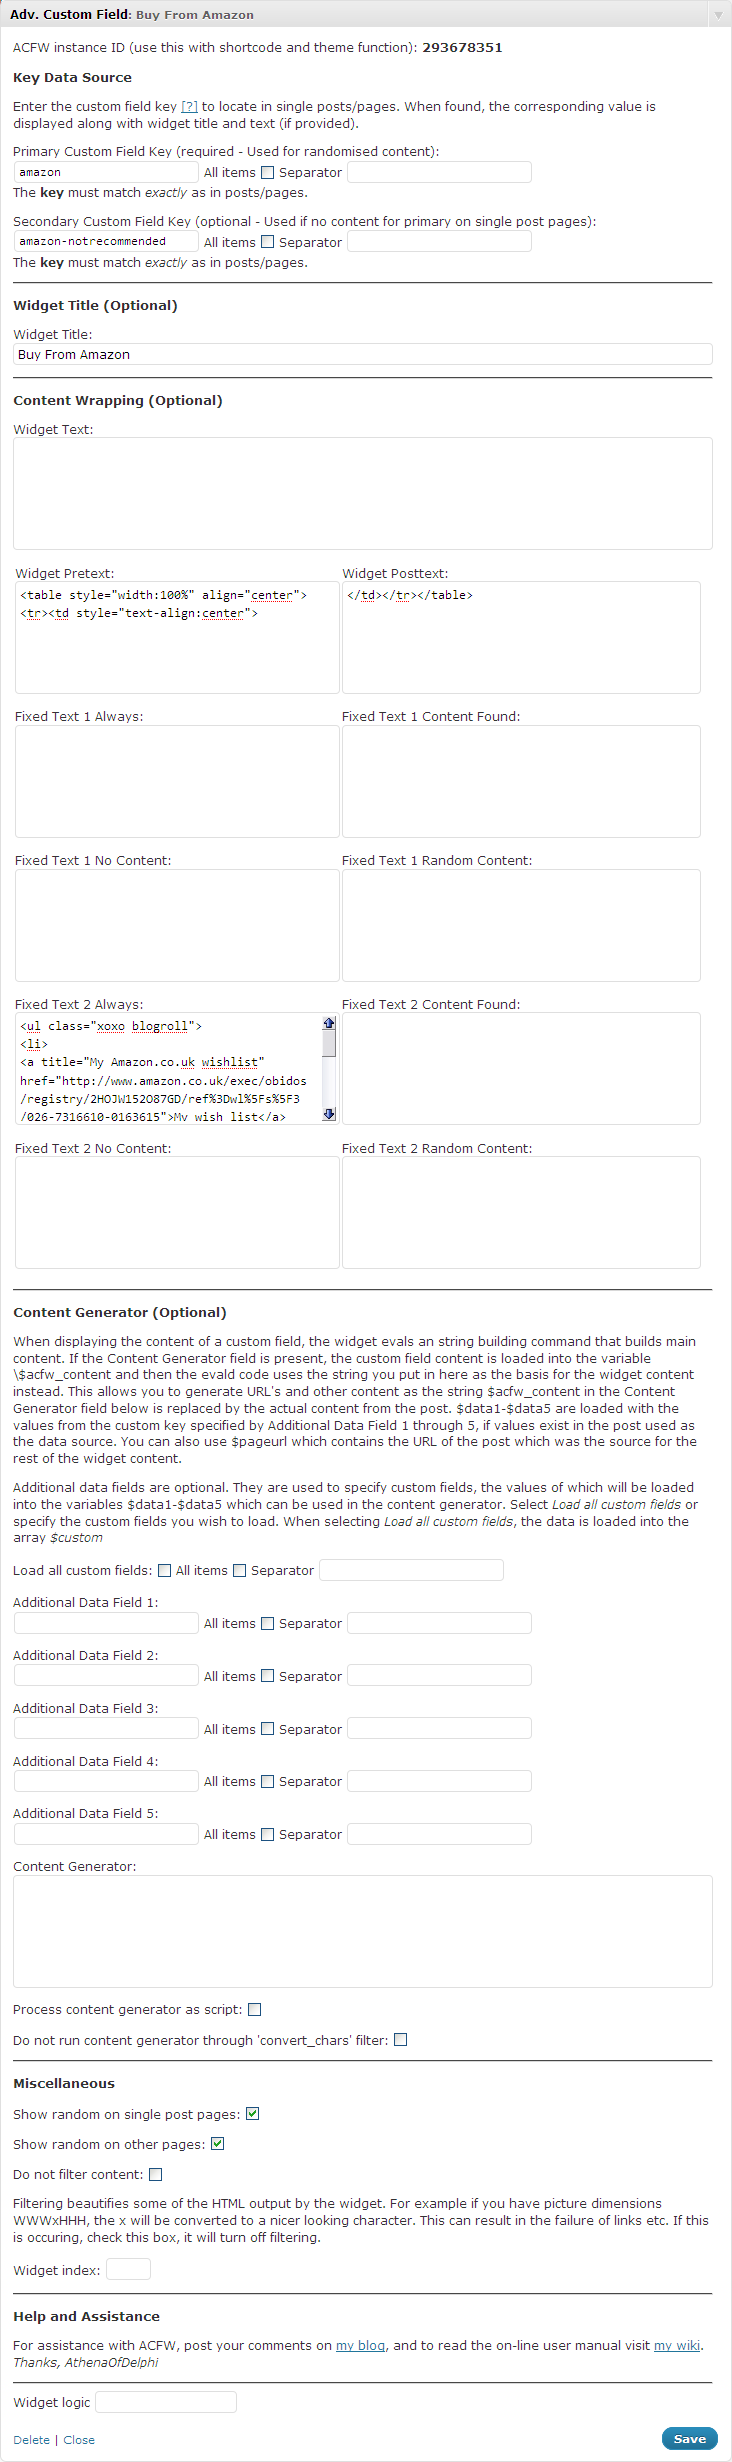 Adv. Custom Field: Buy From Amazon
ACFW instance ID (use this with shortcode and theme function): 293678351
Key Data Source
Enter the custom field key [?] to locate in single posts/pages. When found, the corresponding value is
displayed along with widget title and text (if provided).
Primary Custom Field Key (required - Used for randomised content):
amazon All items Separator
The key must match exactly as in posts/pages.
Secondary Custom Field Key (optional - Used if no content for primary on single post pages):
amazon-notrecommended All items Separator
The key must match exactly as in posts/pages.
Widget Title (Optional)
Widget Title:
Buy From Amazon
Content Wrapping (Optional)
Widget Text:
Widget Pretext: Widget Posttext:
<table style="width:100%" align="center"> </td></tr></table>
<tr><td style="text-align:center">
Fixed Text 1 Always: Fixed Text 1 Content Found:
Fixed Text 1 No Content: Fixed Text 1 Random Content:
Fixed Text 2 Always: Fixed Text 2 Content Found:
<ul class="xoxo blogroll">
<li>
<a title="My Amazon.co.uk wishlist"
href="http://www.amazon.co.uk/exec/obidos
/registry/2HOJW152O87GD/ref%3Dwl%5Fs%5F3
/026-7316610-0163615">My wish list</a>
Fixed Text 2 No Content: Fixed Text 2 Random Content:
Content Generator (Optional)
When displaying the content of a custom field, the widget evals an string building command that builds main
content. If the Content Generator field is present, the custom field content is loaded into the variable
\$acfw_content and then the evald code uses the string you put in here as the basis for the widget content
instead. This allows you to generate URL's and other content as the string $acfw_content in the Content
Generator field below is replaced by the actual content from the post. $data1-$data5 are loaded with the
values from the custom key specified by Additional Data Field 1 through 5, if values exist in the post used as
the data source. You can also use $pageurl which contains the URL of the post which was the source for the
rest of the widget content.
Additional data fields are optional. They are used to specify custom fields, the values of which will be loaded
into the variables $data1-$data5 which can be used in the content generator. Select Load all custom fields or
specify the custom fields you wish to load. When selecting Load all custom fields, the data is loaded into the
array $custom
Load all custom fields: All items Separator
Additional Data Field 1:
All items Separator
Additional Data Field 2:
All items Separator
Additional Data Field 3:
All items Separator
Additional Data Field 4:
All items Separator
Additional Data Field 5:
All items Separator
Content Generator:
Process content generator as script:
Do not run content generator through 'convert_chars' filter:
Miscellaneous
Show random on single post pages:
Show random on other pages:
Do not filter content:
Filtering beautifies some of the HTML output by the widget. For example if you have picture dimensions
WWWxHHH, the x will be converted to a nicer looking character. This can result in the failure of links etc. If this
is occuring, check this box, it will turn off filtering.
Widget index:
Help and Assistance
For assistance with ACFW, post your comments on my blog, and to read the on-line user manual visit my wiki.
Thanks, AthenaOfDelphi
Widget logic
Delete | Close Save